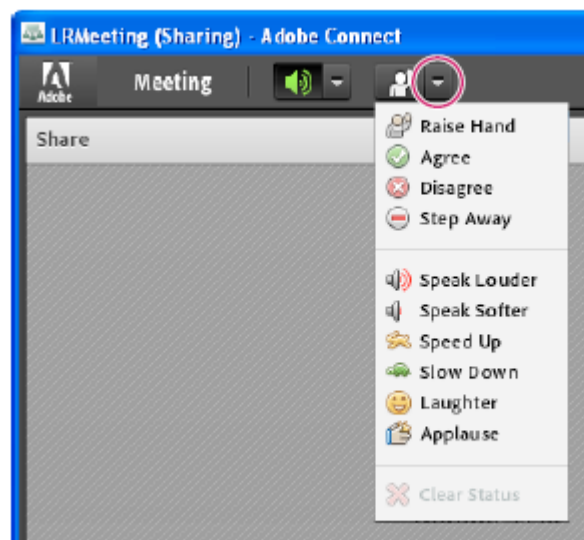 LRMeeting (Sharing) - Adobe Connect
Adobe
Meeting
Share
Raise Hand
Agree
Disagree
Step Away
Speak Louder
Speak Softer
Speed Up
Slow Down
Laughter
Applause
Clear Status